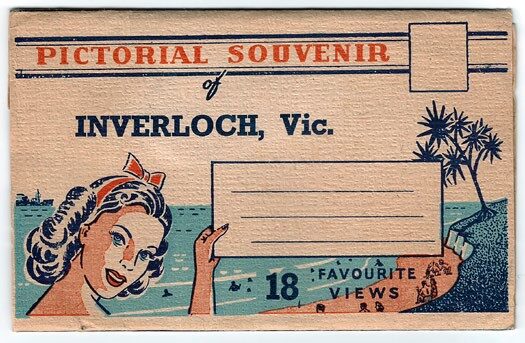 PICTORIAL SOUVENIR
of
INVERLOCH, Vic.
18 FAVOURITE
VIEWS